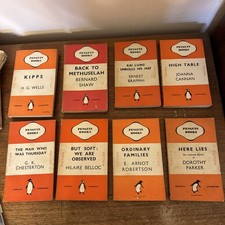 PENGUIN
BOOKS
KIPPS
H. G. WELLS
PENGUIN
BOOKS
BACK TO
METHUSELAH
BERNARD
SHAW
PENGUIN
BOOKS
KAI LUNG
UNROLLS HIS MAT
ERNEST
BRAMAH
PENGUIN
BOOKS
HIGH TABLE
JOANNA
CANNAN
PENGUIN
BOOKS
THE MAN WHO
WAS THURSDAY
G. K.
CHESTERTON
PENGUIN
BOOKS
BUT SOFT:
WE ARE
OBSERVED
HILAIRE BELLOC
PENGUIN
BOOKS
ORDINARY
FAMILIES
E. ARNOT
ROBERTSON
PENGUIN
BOOKS
HERE LIES
DOROTHY
PARKER